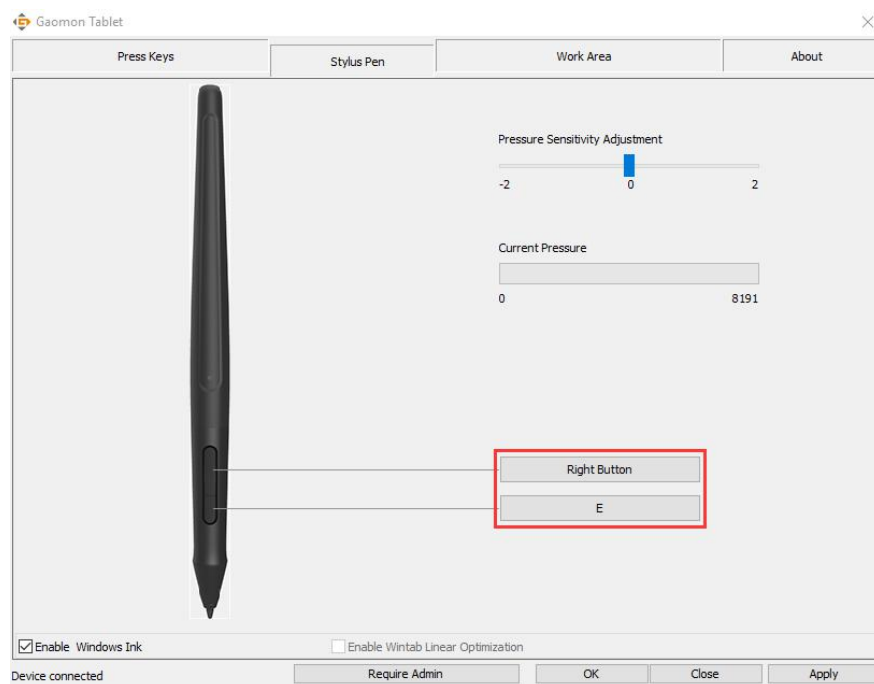 Gaomon Tablet
Press Keys
Stylus Pen
Work Area
About
Pressure Sensitivity Adjustment
-2 0 2
Current Pressure
0 8191
Right Button
E
Enable Windows Ink
Enable Wintab Linear Optimization
Device connected
Require Admin
OK
Close
Apply